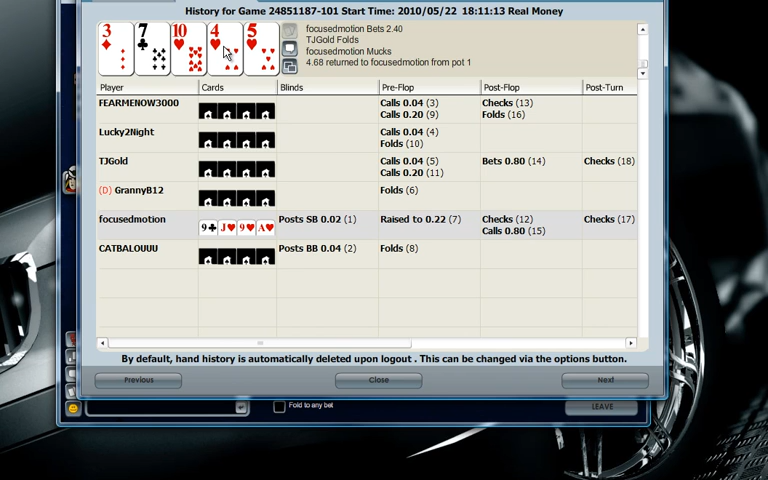 History for Game 24851187-101 Start Time: 2010/05/22 18:11:13 Real Money
3 7 10 4 5
focusedmotion Bets 2.40
TJGold Folds
focusedmotion Mucks
4.68 returned to focusedmotion from pot 1
Player Cards Blinds Pre-Flop Post-Flop Post-Turn
FEARMENOW3000 Calls 0.04 (3) Checks (13)
Calls 0.20 (9) Folds (16)
Lucky2Night Calls 0.04 (4)
Folds (10)
TJGold Calls 0.04 (5) Bets 0.80 (14) Checks (18)
Calls 0.20 (11)
(D) GrannyB12 Folds (6)
focusedmotion 9 J 9 A Posts SB 0.02 (1) Raised to 0.22 (7) Checks (12) Checks (17)
Calls 0.80 (15)
CATBALOUUU Posts BB 0.04 (2) Folds (8)
By default, hand history is automatically deleted upon logout . This can be changed via the options button.
Previous Close Next
Fold to any bet LEAVE